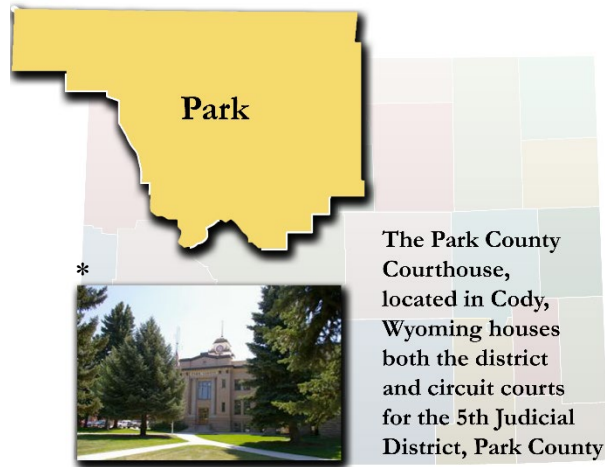 Park
*
The Park County
Courthouse,
located in Cody,
Wyoming houses
both the district
and circuit courts
for the 5th Judicial
District, Park County